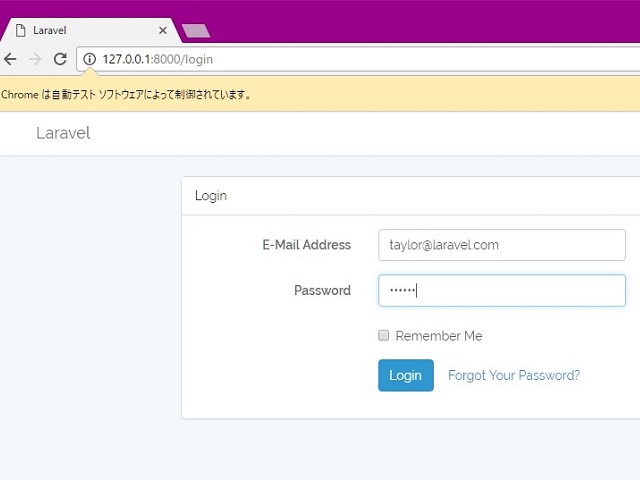 Laravel
127.0.0.1:8000/login
Chrome は自動テスト ソフトウェアによって制御されています。
Laravel
Login
E-Mail Address taylor@laravel.com
Password ••••••
Remember Me
Login Forgot Your Password?